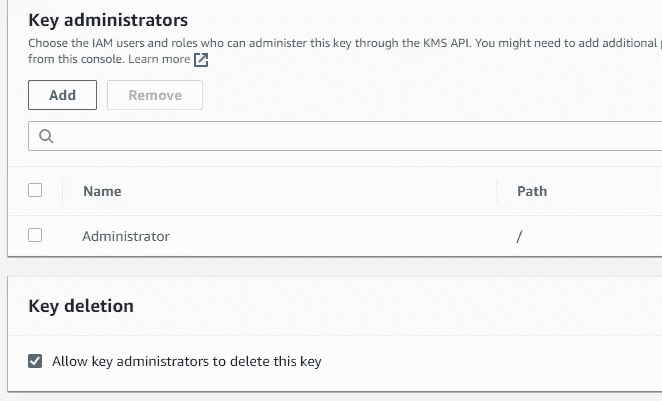 Key administrators
Choose the IAM users and roles who can administer this key through the KMS API. You might need to add additional
from this console. Learn more
Add Remove
Name Path
Administrator /
Key deletion
Allow key administrators to delete this key